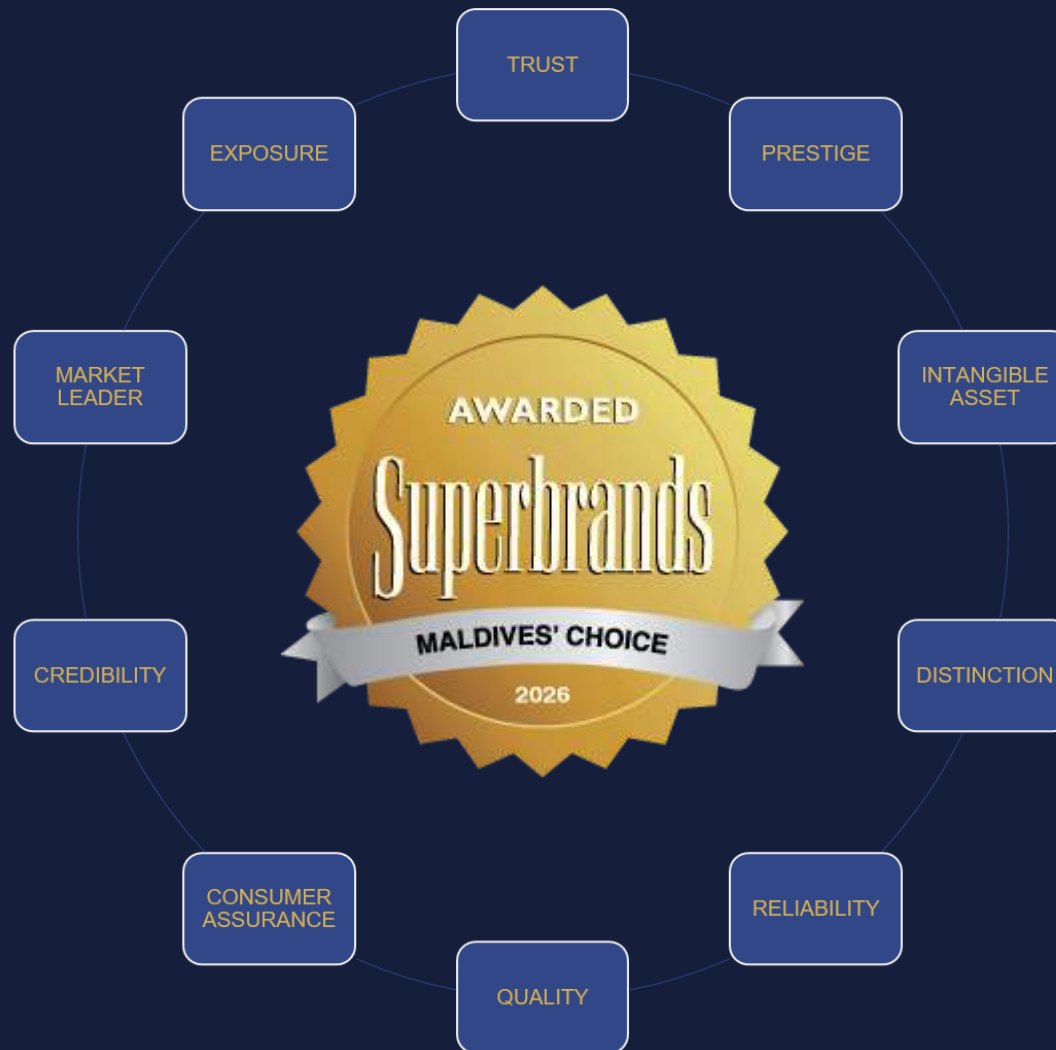 TRUST
PRESTIGE
INTANGIBLE
ASSET
DISTINCTION
RELIABILITY
QUALITY
CONSUMER
ASSURANCE
CREDIBILITY
MARKET
LEADER
EXPOSURE
AWARDED
Superbrands
MALDIVES' CHOICE
2026